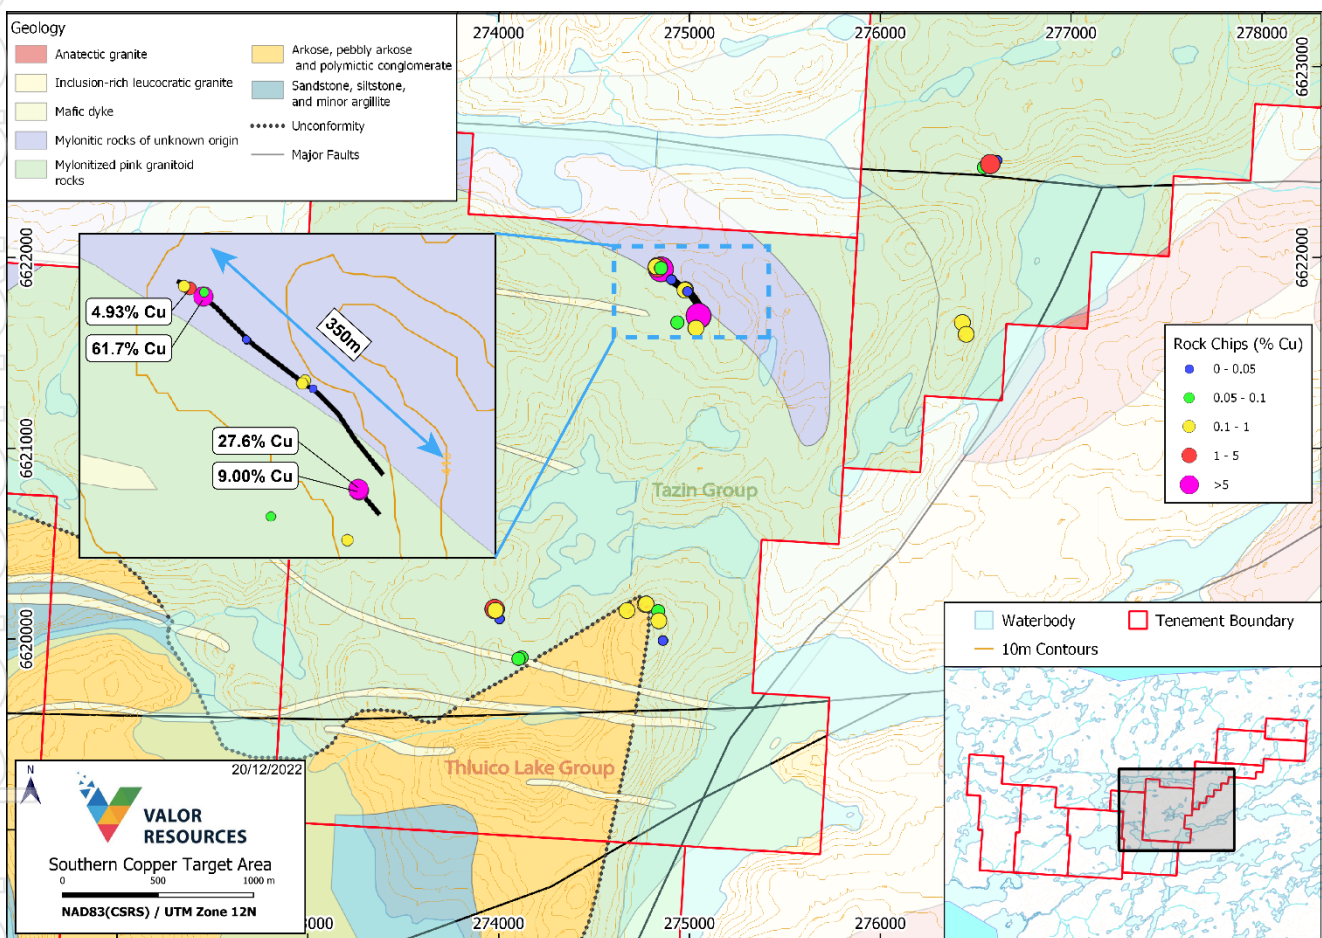 Geology
Anatectic granite
Inclusion-rich leucocratic granite
Mafic dyke
Mylonitic rocks of unknown origin
Mylonitized pink granitoid
rocks
Arkose, pebbly arkose
and polymictic conglomerate
Sandstone, siltstone,
and minor argillite
Unconformity
Major Faults
274000
275000
276000
277000
278000
6623000
6622000
6622000
6621000
6621000
6620000
6620000
4.93% Cu
61.7% Cu
350m
27.6% Cu
9.00% Cu
Rock Chips (% Cu)
0 - 0.05
0.05 - 0.1
0.1 - 1
1 - 5
>5
Tazin Group
Thluico Lake Group
Waterbody
Tenement Boundary
10m Contours
20/12/2022
N
VALOR
RESOURCES
Southern Copper Target Area
0 500 1000 m
NAD83(CSRS) / UTM Zone 12N
3000
274000
275000
276000